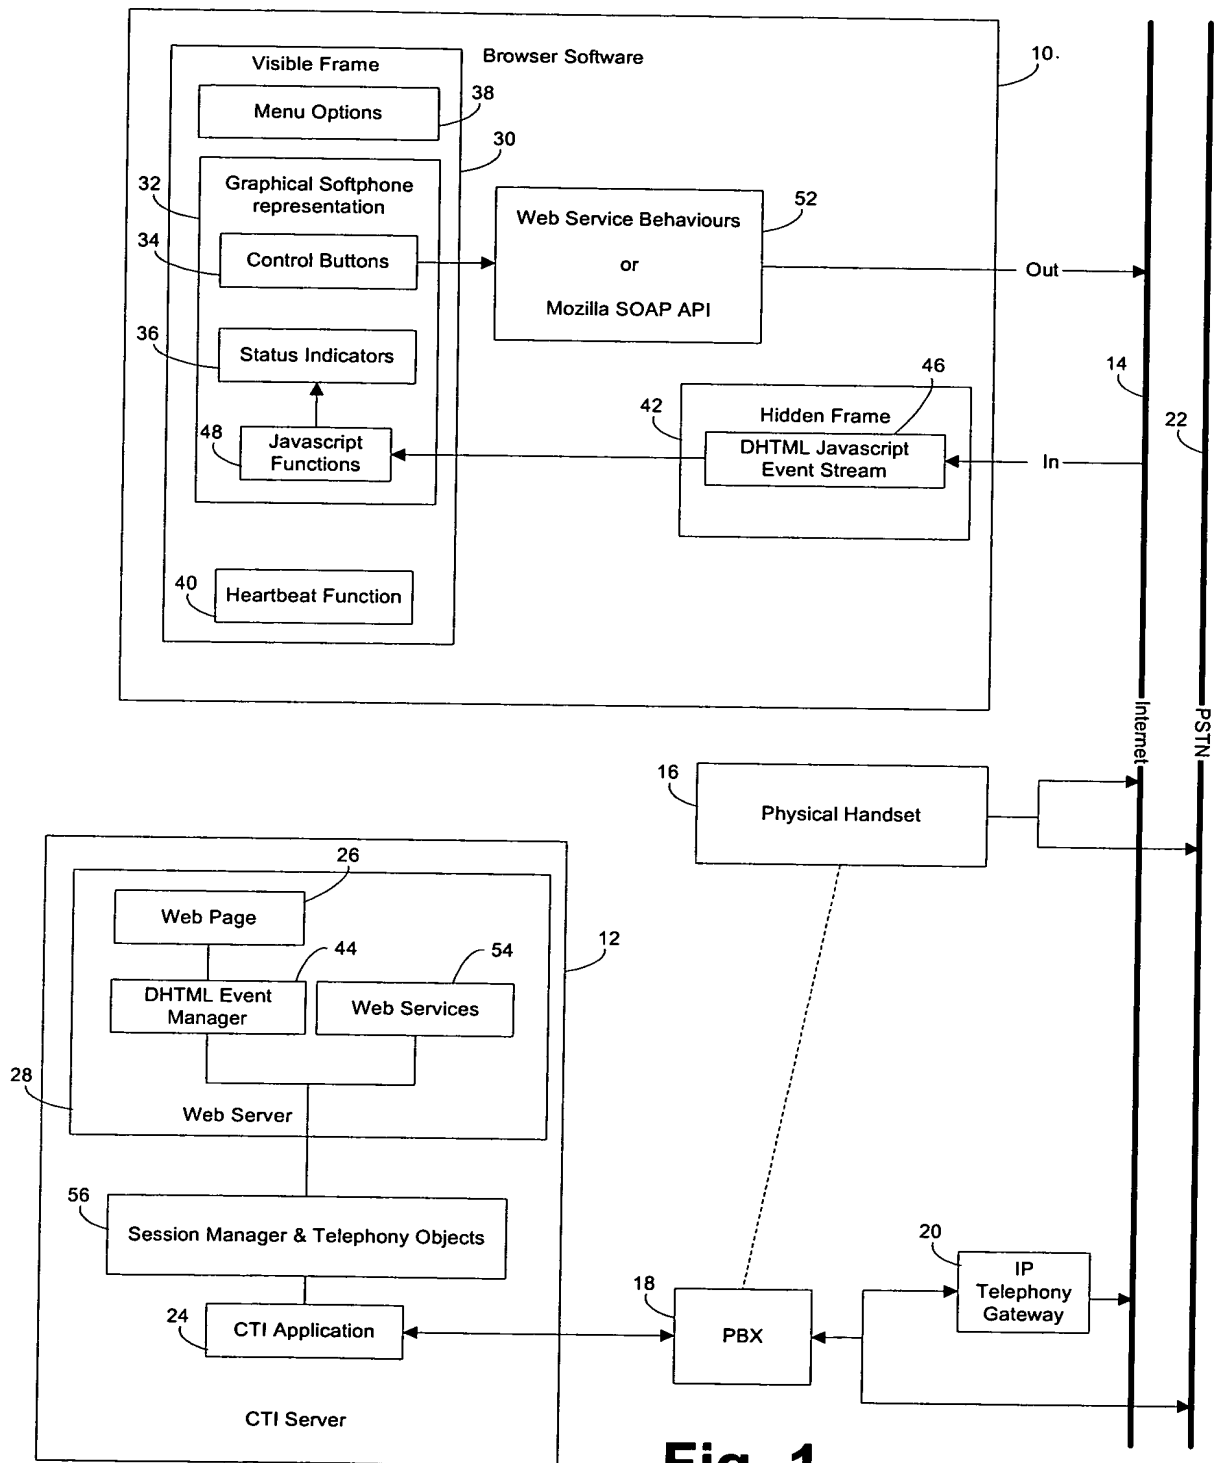 Browser Software
10.
Visible Frame
Menu Options
38
30
32
Graphical Softphone
representation
34
Control Buttons
Web Service Behaviours
or
Mozilla SOAP API
52
Out
36
Status Indicators
14
22
42
46
Hidden Frame
48
Javascript
Functions
DHTML Javascript
Event Stream
In
40
Heartbeat Function
Internet
PSTN
16
Physical Handset
26
Web Page
12
44
54
DHTML Event
Manager
Web Services
28
Web Server
56
Session Manager & Telephony Objects
20
IP
Telephony
Gateway
18
PBX
24
CTI Application
CTI Server
Fig. 1